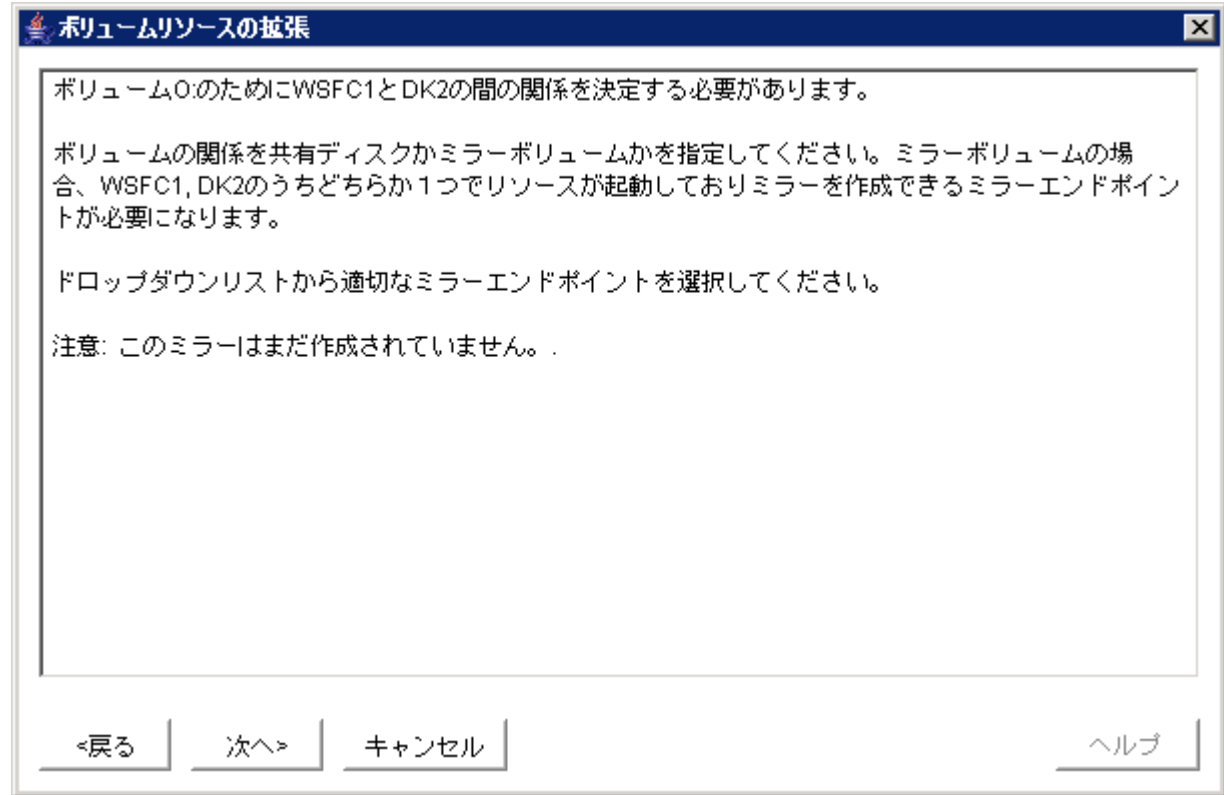 ボリュームリソースの拡張
ボリュームO:のためにWSFC1とDK2の間の関係を決定する必要があります。
ボリュームの関係を共有ディスクかミラーボリュームかを指定してください。ミラーボリュームの場
合、WSFC1, DK2のうちどちらか１つでリソースが起動しておりミラーを作成できるミラーエンドポイン
トが必要になります。
ドロップダウンリストから適切なミラーエンドポイントを選択してください。
注意: このミラーはまだ作成されていません。.
<戻る 次へ> キャンセル ヘルプ